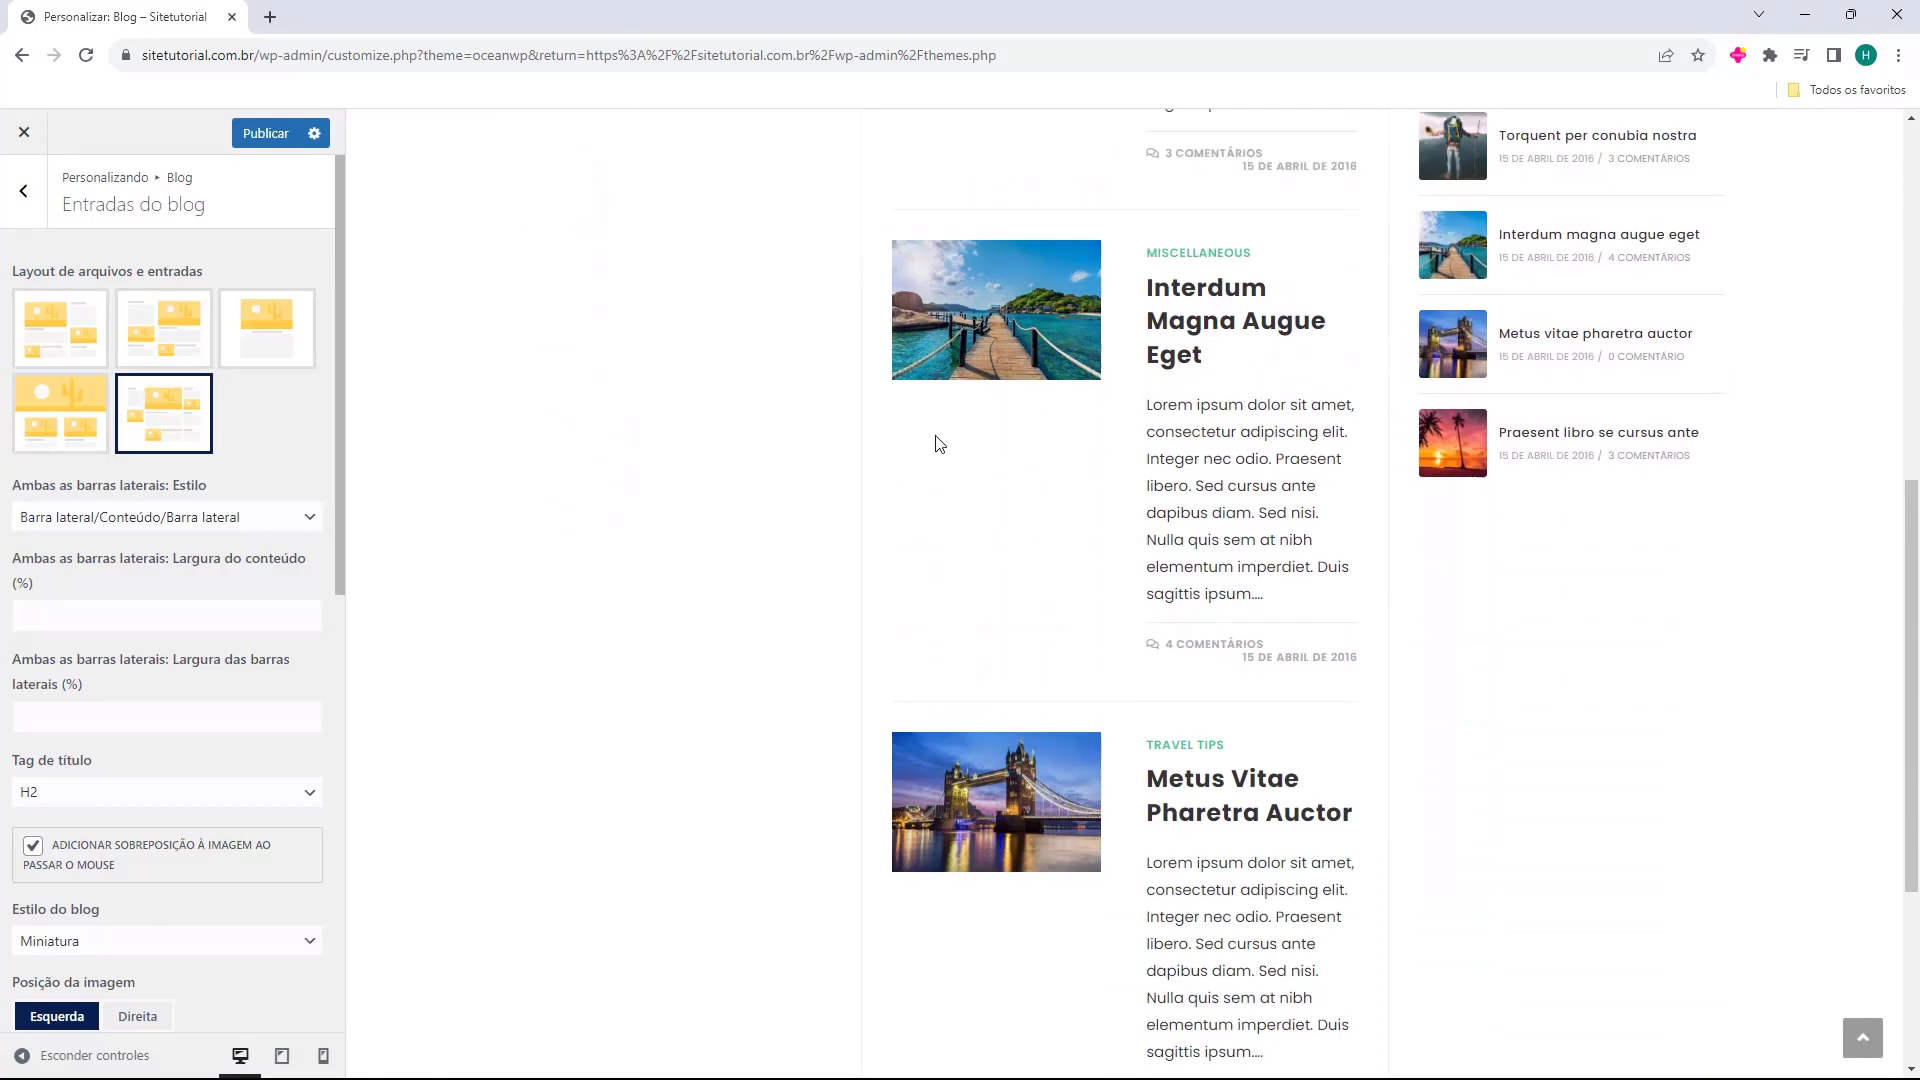 Personalizar: Blog – Sitetutorial
sitetutorial.com.br/wp-admin/customize.php?theme=oceanwp&return=https%3A%2F%2Fsitetutorial.com.br%2Fwp-admin%2Fthemes.php
H
Todos os favoritos
Publicar
Personalizando ▸ Blog
Entradas do blog
Layout de arquivos e entradas
Ambas as barras laterais: Estilo
Barra lateral/Conteúdo/Barra lateral
Ambas as barras laterais: Largura do conteúdo
(%)
Ambas as barras laterais: Largura das barras
laterais (%)
Tag de título
H2
ADICIONAR SOBREPOSIÇÃO À IMAGEM AO
PASSAR O MOUSE
Estilo do blog
Miniatura
Posição da imagem
Esquerda
Direita
Esconder controles
3 COMENTÁRIOS
15 DE ABRIL DE 2016
MISCELLANEOUS
Interdum
Magna Augue
Eget
Lorem ipsum dolor sit amet,
consectetur adipiscing elit.
Integer nec odio. Praesent
libero. Sed cursus ante
dapibus diam. Sed nisi.
Nulla quis sem at nibh
elementum imperdiet. Duis
sagittis ipsum....
4 COMENTÁRIOS
15 DE ABRIL DE 2016
TRAVEL TIPS
Metus Vitae
Pharetra Auctor
Lorem ipsum dolor sit amet,
consectetur adipiscing elit.
Integer nec odio. Praesent
libero. Sed cursus ante
dapibus diam. Sed nisi.
Nulla quis sem at nibh
elementum imperdiet. Duis
sagittis ipsum....
Torquent per conubia nostra
15 DE ABRIL DE 2016 / 3 COMENTÁRIOS
Interdum magna augue eget
15 DE ABRIL DE 2016 / 4 COMENTÁRIOS
Metus vitae pharetra auctor
15 DE ABRIL DE 2016 / 0 COMENTÁRIO
Praesent libro se cursus ante
15 DE ABRIL DE 2016 / 3 COMENTÁRIOS